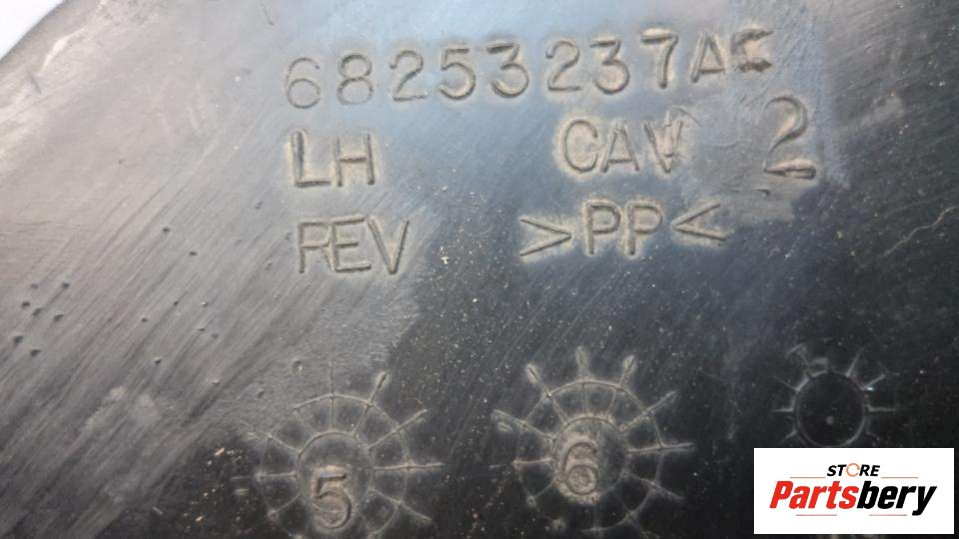 68253237AC
LH CAV 2
REV >PP<
5 6
STORE
Partsbery